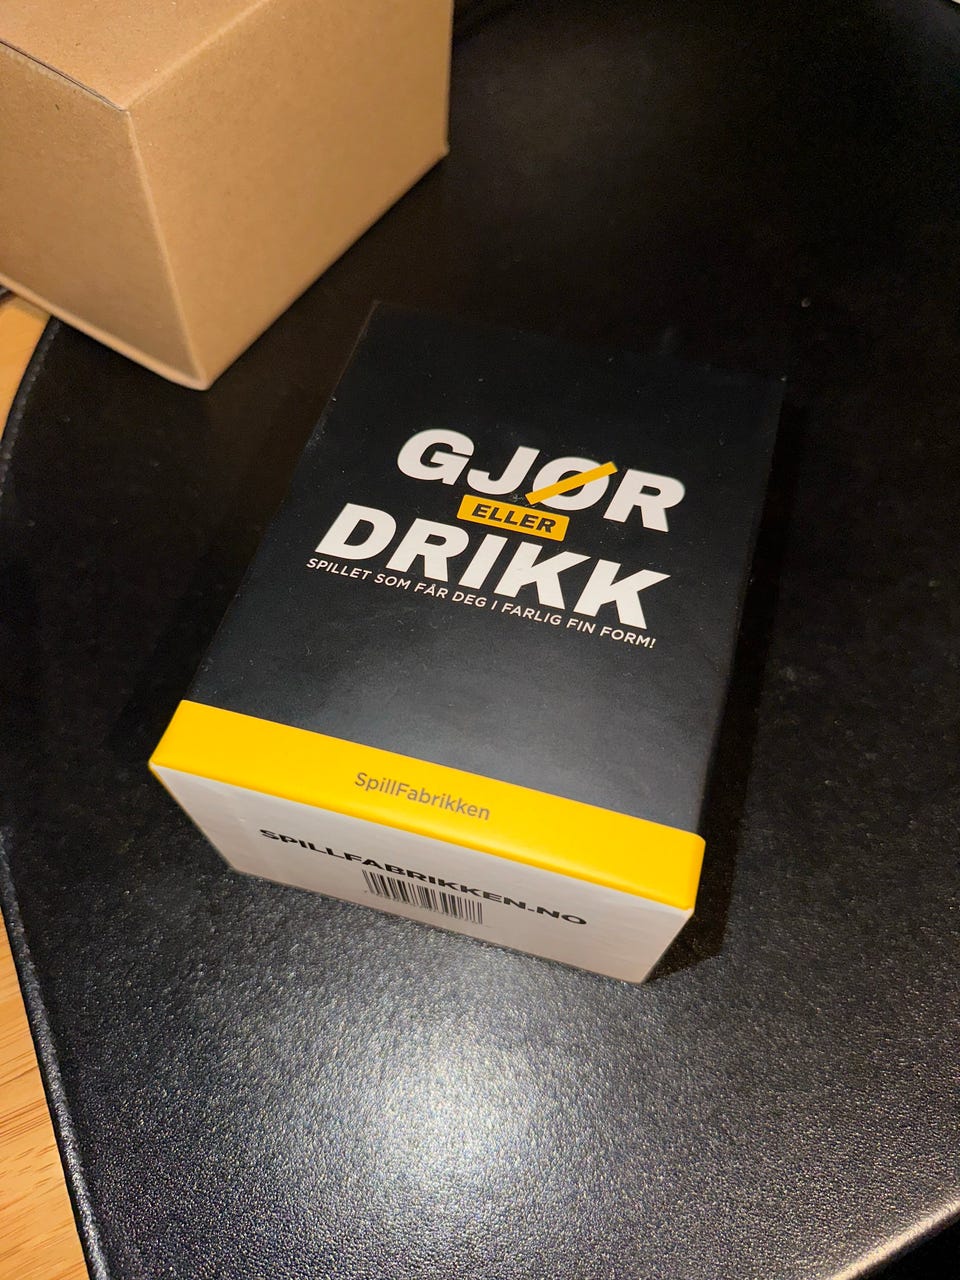 GJØR
ELLER
DRIKK
SPILLET SOM FÅR DEG I FARLIG FIN FORM!
SpillFabrikken
SPILLFABRIKKEN.NO